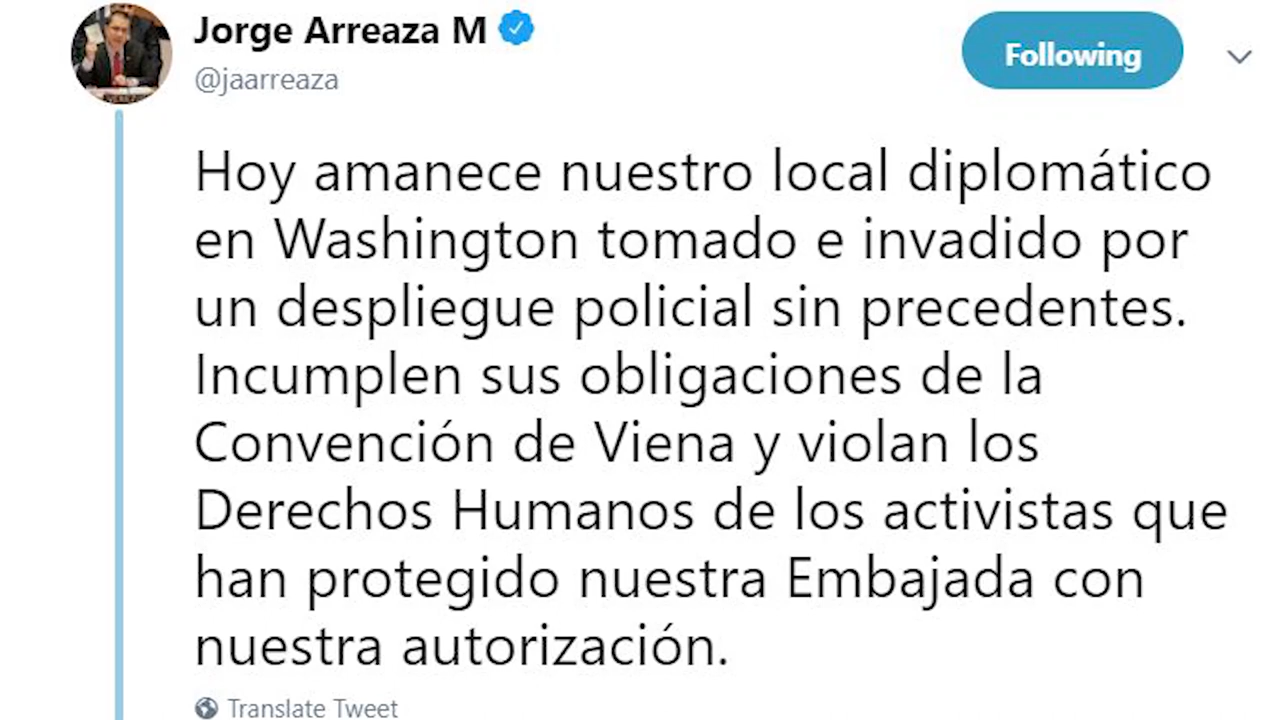 Jorge Arreaza M
@jaarreaza
Following
Hoy amanece nuestro local diplomático
en Washington tomado e invadido por
un despliegue policial sin precedentes.
Incumplen sus obligaciones de la
Convención de Viena y violan los
Derechos Humanos de los activistas que
han protegido nuestra Embajada con
nuestra autorización.
Translate Tweet